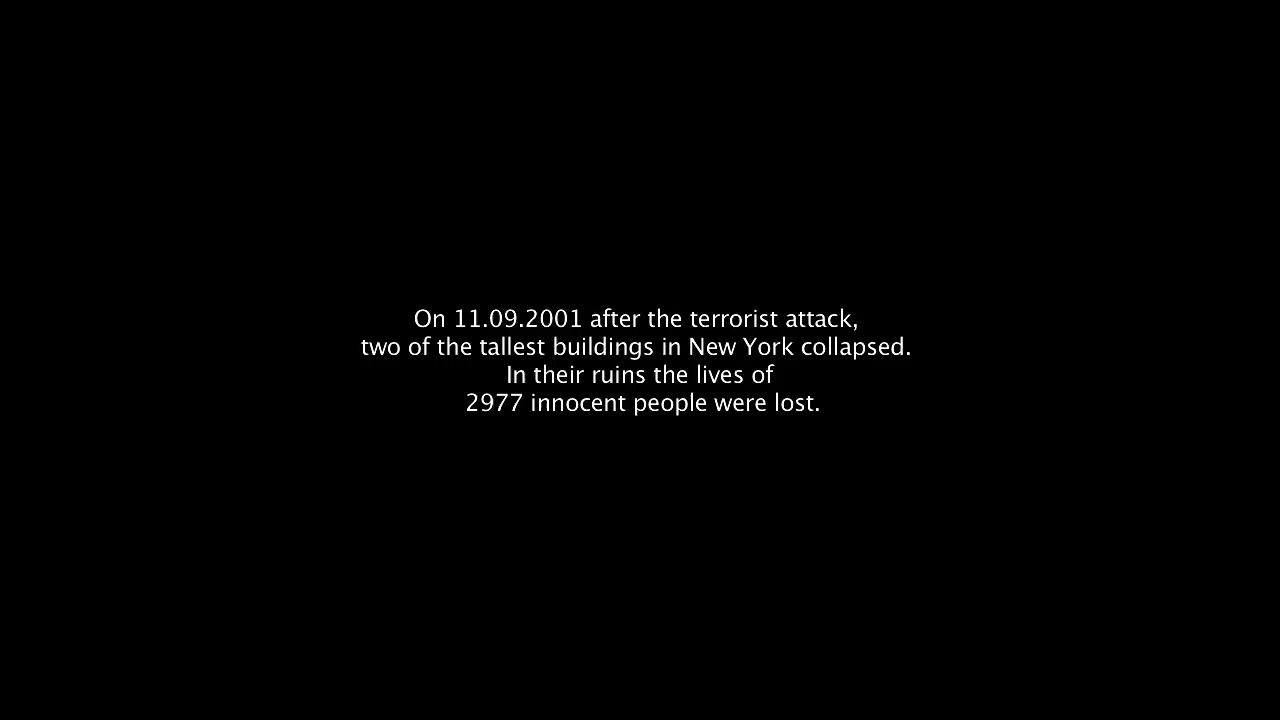 On 11.09.2001 after the terrorist attack,
two of the tallest buildings in New York collapsed.
In their ruins the lives of
2977 innocent people were lost.